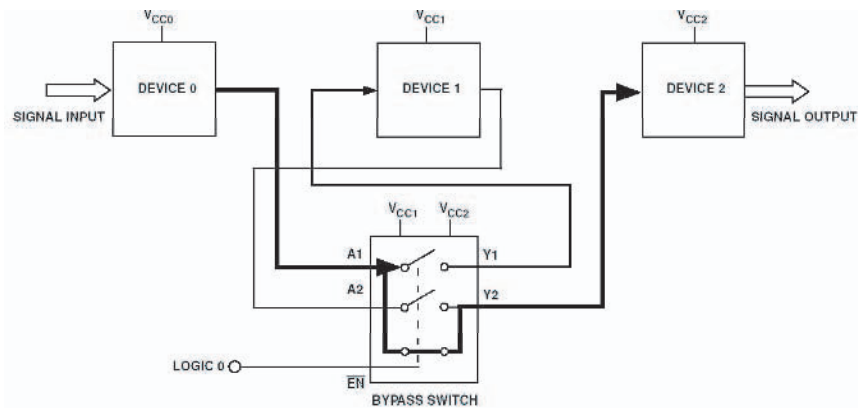 VCC0
VCC1
VCC2
DEVICE 0
DEVICE 1
DEVICE 2
SIGNAL INPUT
SIGNAL OUTPUT
VCC1
VCC2
A1
Y1
A2
Y2
LOGIC 0
EN
BYPASS SWITCH